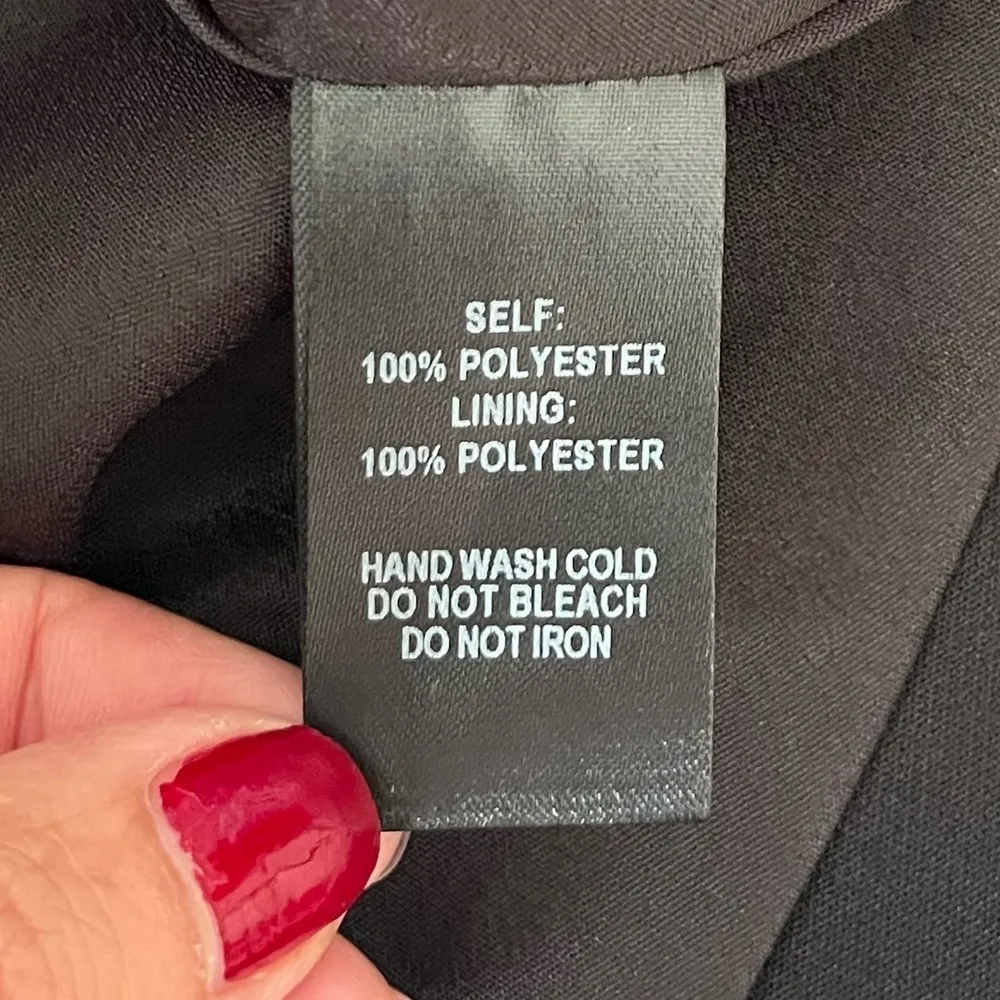 SELF:
100% POLYESTER
LINING:
100% POLYESTER
HAND WASH COLD
DO NOT BLEACH
DO NOT IRON